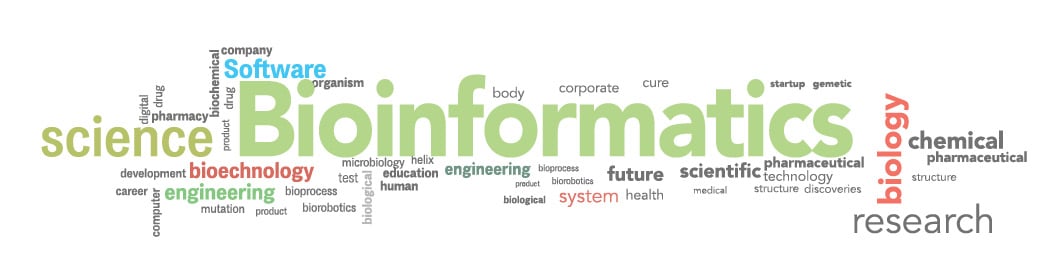 company
Software
biochemical
drug
organism
digital
drug
pharmacy
product
science
Bioinformatics
body
corporate
cure
startup
gemetic
biology
chemical
pharmaceutical
structure
development
bioechnology
microbiology
helix
engineering
bioprocess
future
scientific
pharmaceutical
technology
test
education
human
biological
career
engineering
bioprocess
product
biorobotics
biological
system
health
medical
structure
discoveries
computer
mutation
product
biorobotics
research